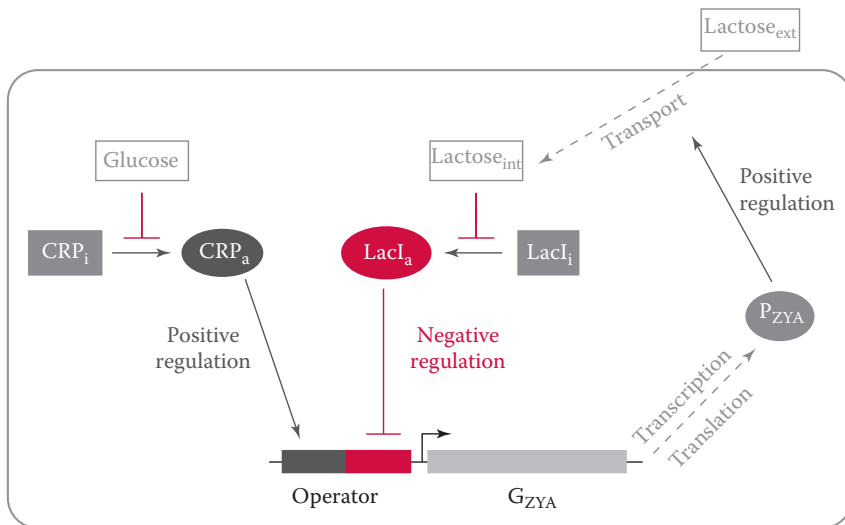 Lactose_ext
Transport
Glucose
Lactose_int
Positive
regulation
CRP_i
CRP_a
LacI_a
LacI_i
P_ZYA
Positive
regulation
Negative
regulation
Transcription
Translation
Operator
G_ZYA